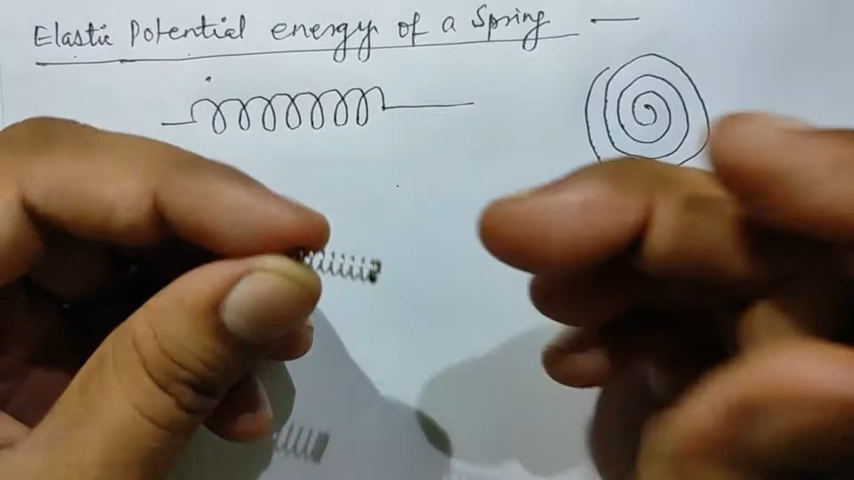 Elastic Potential energy of a Spring —